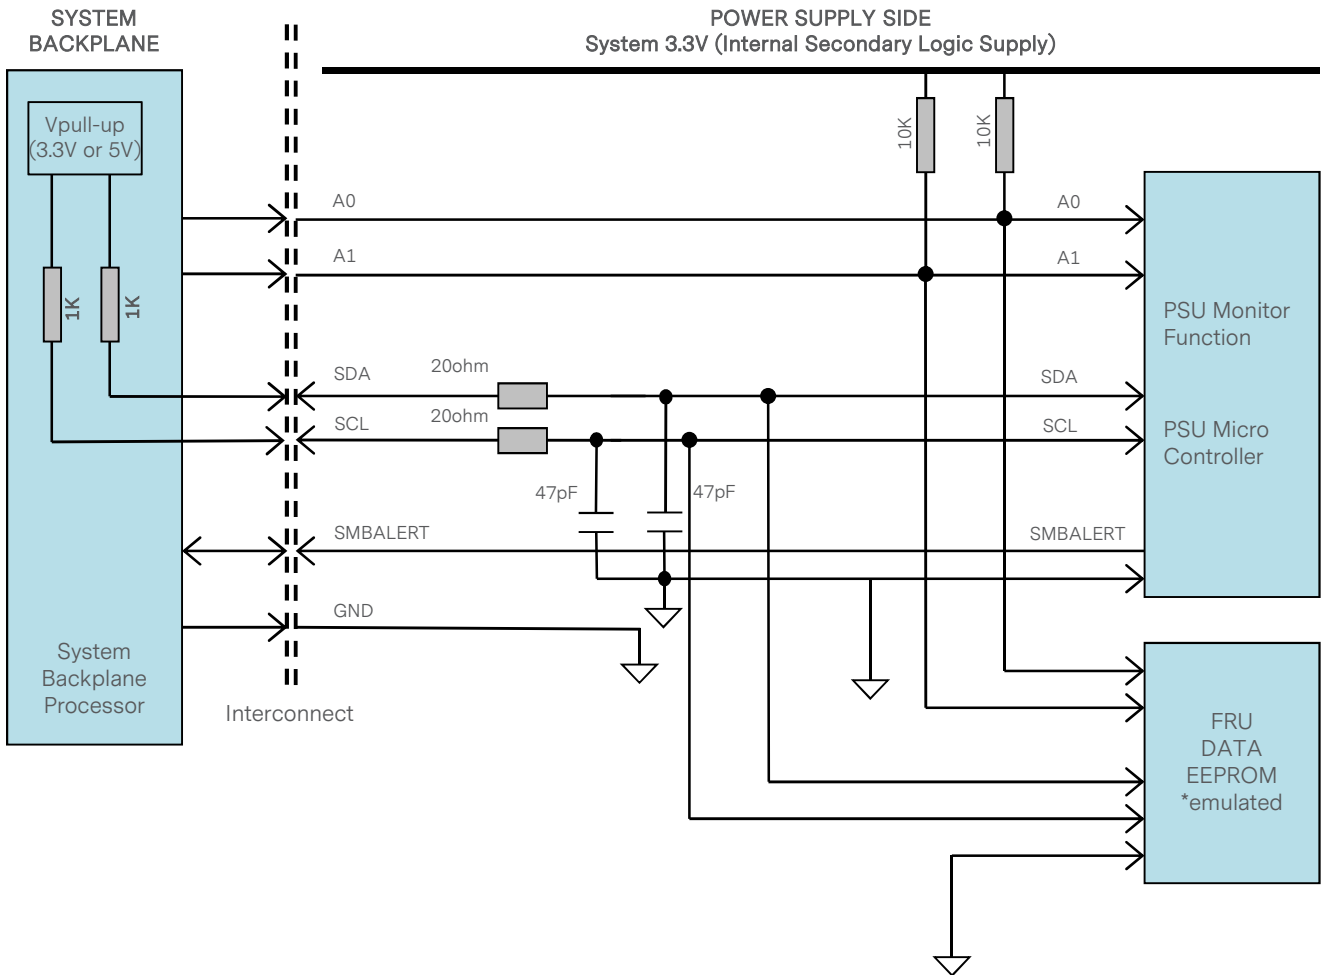 SYSTEM
BACKPLANE
POWER SUPPLY SIDE
System 3.3V (Internal Secondary Logic Supply)
Vpull-up
(3.3V or 5V)
10K
10K
A0
A0
A1
A1
1K
1K
PSU Monitor
Function
SDA
20ohm
SDA
SCL
20ohm
SCL
PSU Micro
Controller
47pF
47pF
SMBALERT
SMBALERT
GND
System
Backplane
Processor
Interconnect
FRU
DATA
EEPROM
*emulated